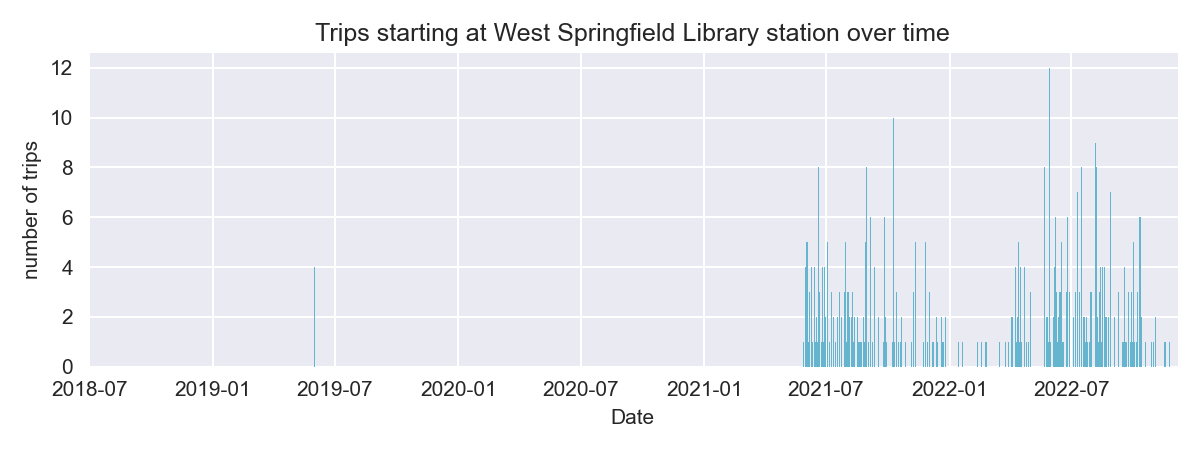 Trips starting at West Springfield Library station over time
number of trips
12
10
8
6
4
2
0
2018-07 2019-01 2019-07 2020-01 2020-07 2021-01 2021-07 2022-01 2022-07
Date